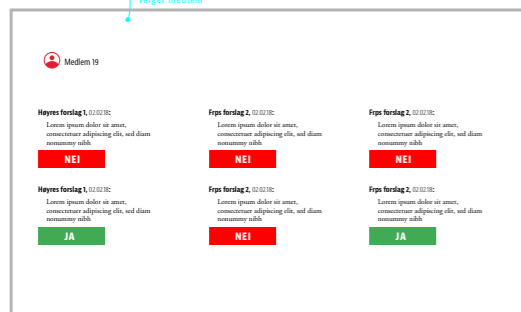 Velger medlem
Medlem 19
Høyres forslag 1, 02.02.18:
Lorem ipsum dolor sit amet,
consectetuer adipiscing elit, sed diam
nonummy nibh
NEI
Frps forslag 2, 02.02.18:
Lorem ipsum dolor sit amet,
consectetuer adipiscing elit, sed diam
nonummy nibh
NEI
Frps forslag 2, 02.02.18:
Lorem ipsum dolor sit amet,
consectetuer adipiscing elit, sed diam
nonummy nibh
NEI
Høyres forslag 1, 02.02.18:
Lorem ipsum dolor sit amet,
consectetuer adipiscing elit, sed diam
nonummy nibh
JA
Frps forslag 2, 02.02.18:
Lorem ipsum dolor sit amet,
consectetuer adipiscing elit, sed diam
nonummy nibh
NEI
Frps forslag 2, 02.02.18:
Lorem ipsum dolor sit amet,
consectetuer adipiscing elit, sed diam
nonummy nibh
JA